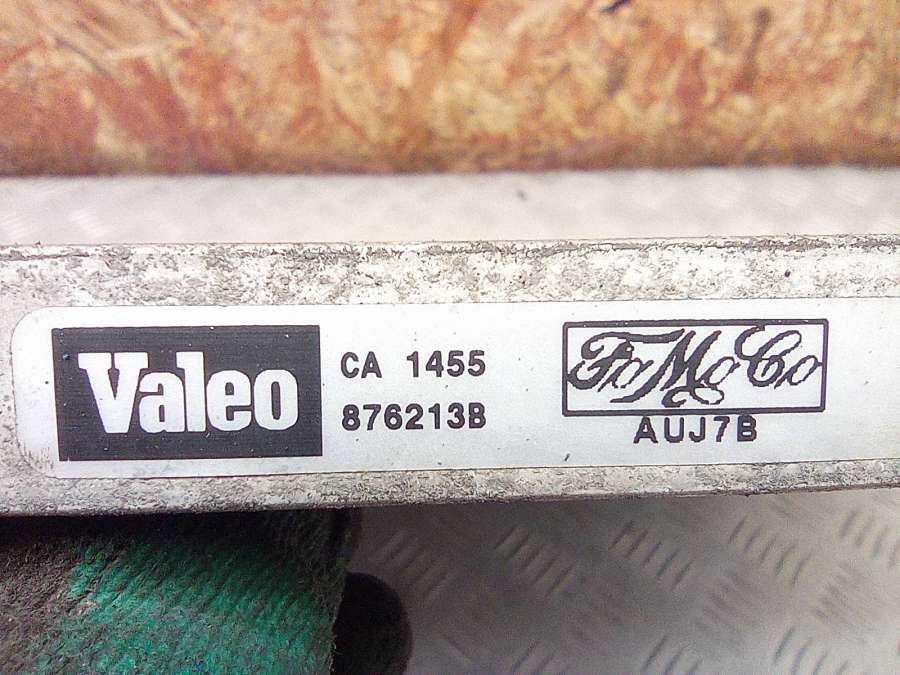 Valeo
CA 1455
876213B
FoMoCo
AUJ7B